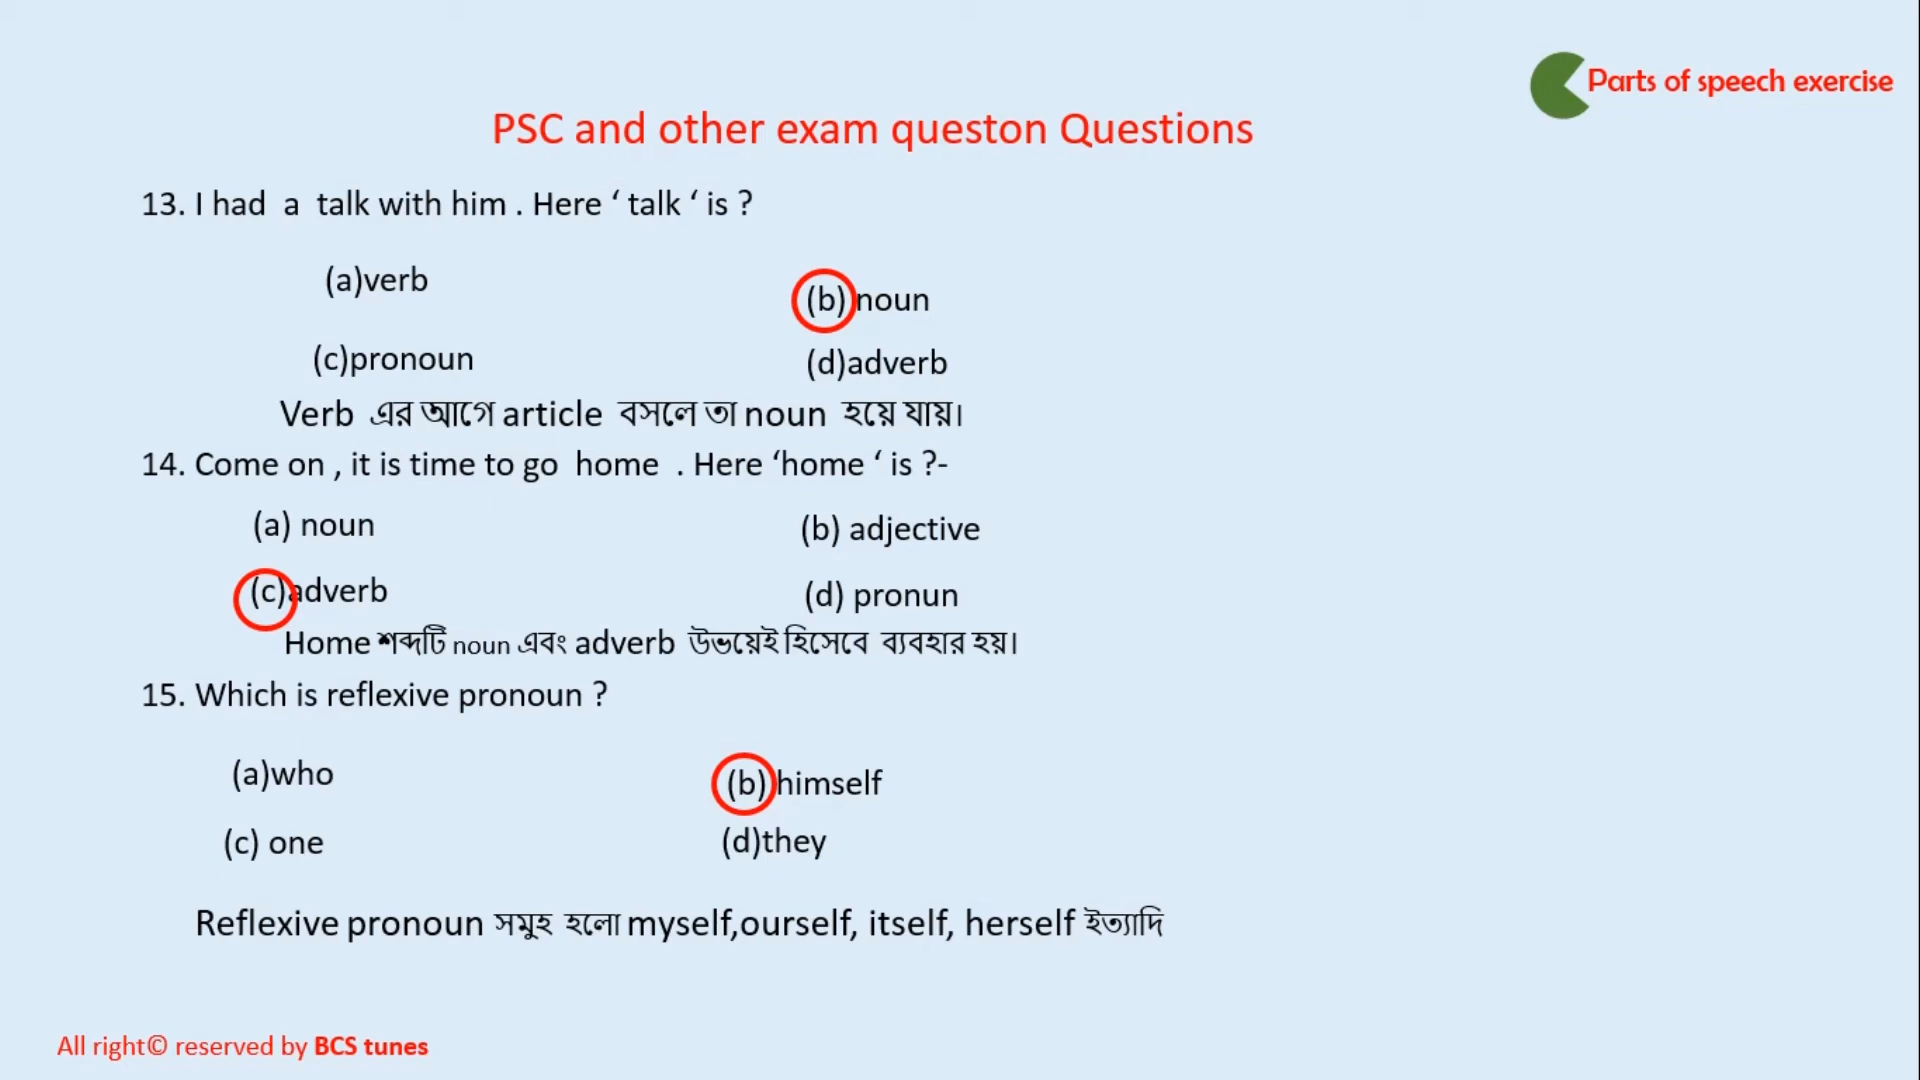 Parts of speech exercise
PSC and other exam queston Questions
13. I had a talk with him . Here ‘ talk ‘ is ?
(a)verb
(b) noun
(c)pronoun
(d)adverb
Verb এর আগে article বসলে তা noun হয়ে যায়।
14. Come on , it is time to go home . Here ‘home ‘ is ?-
(a) noun
(b) adjective
(c)adverb
(d) pronun
Home শব্দটি noun এবং adverb উভয়েই হিসেবে ব্যবহার হয়।
15. Which is reflexive pronoun ?
(a)who
(b) himself
(c) one
(d)they
Reflexive pronoun সমুহ হলো myself,ourself, itself, herself ইত্যাদি
All right© reserved by BCS tunes